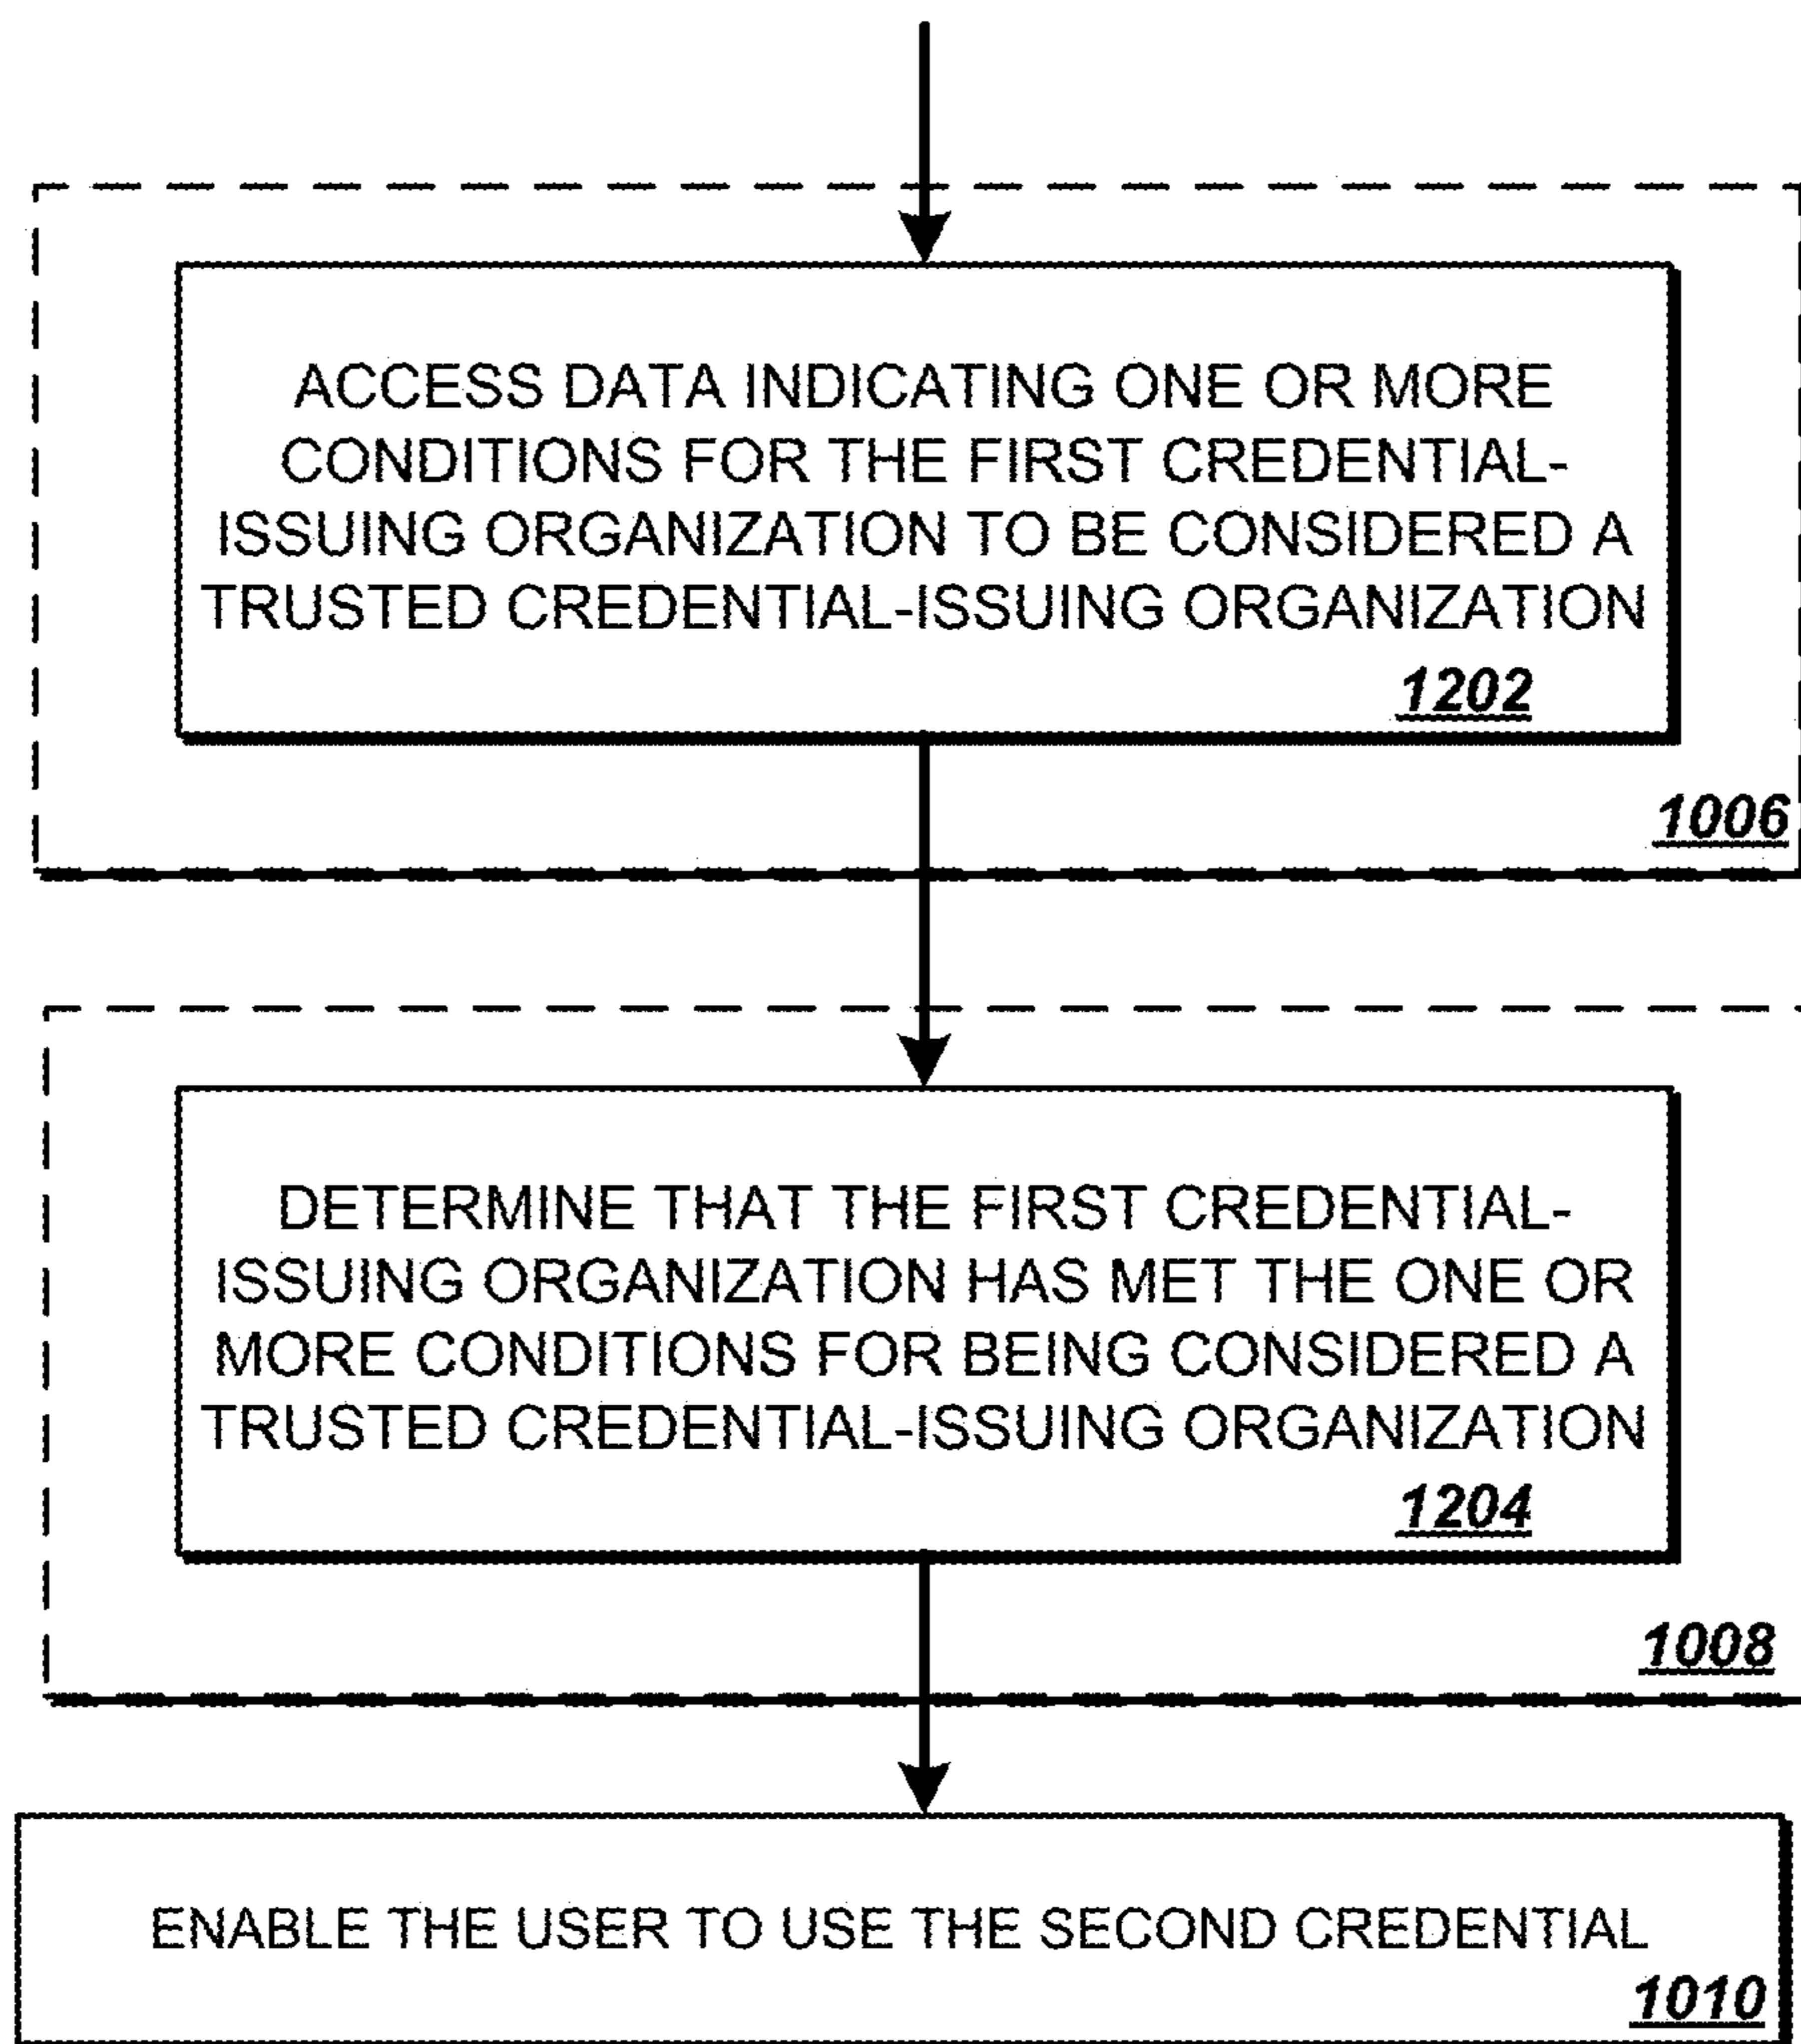 ACCESS DATA INDICATING ONE OR MORE
CONDITIONS FOR THE FIRST CREDENTIAL-
ISSUING ORGANIZATION TO BE CONSIDERED A
TRUSTED CREDENTIAL-ISSUING ORGANIZATION
1202
1006
DETERMINE THAT THE FIRST CREDENTIAL-
ISSUING ORGANIZATION HAS MET THE ONE OR
MORE CONDITIONS FOR BEING CONSIDERED A
TRUSTED CREDENTIAL-ISSUING ORGANIZATION
1204
1008
ENABLE THE USER TO USE THE SECOND CREDENTIAL
1010